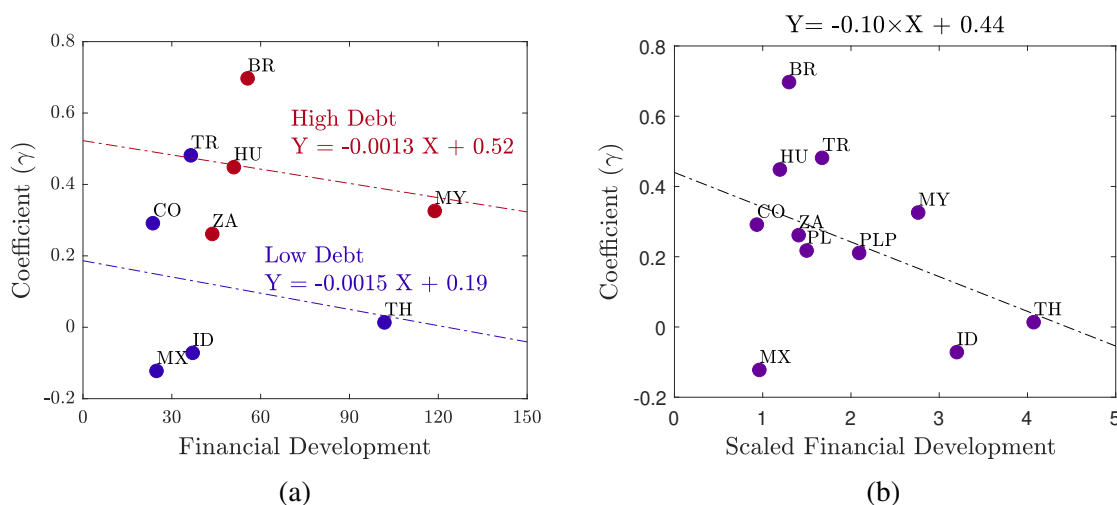 0.8
0.6
0.4
0.2
0
-0.2
Coefficient (γ)
BR
TR
HU
MY
CO
ZA
TH
ID
MX
High Debt
Y = -0.0013 X + 0.52
Low Debt
Y = -0.0015 X + 0.19
0 30 60 90 120 150
Financial Development
(a)
Y= -0.10×X + 0.44
0.8
0.6
0.4
0.2
0
-0.2
Coefficient (γ)
BR
TR
HU
MY
CO
ZA
PL
PLP
TH
ID
MX
0 1 2 3 4 5
Scaled Financial Development
(b)